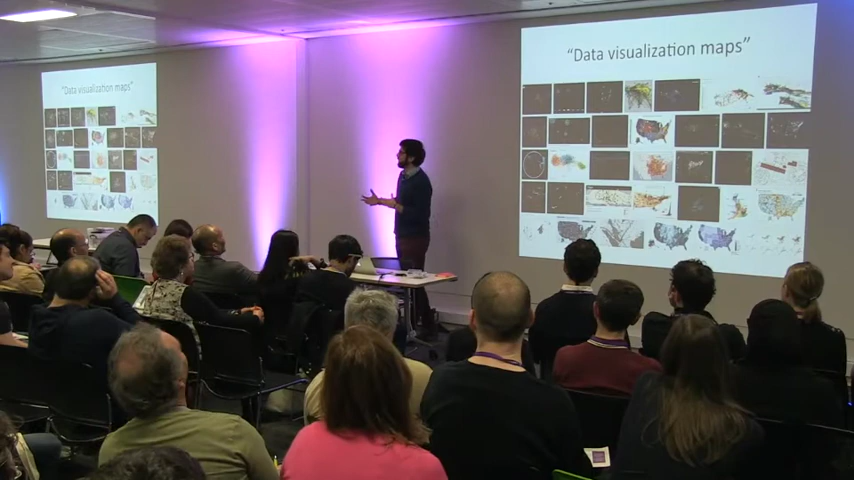 "Data visualization maps"
“Data visualization maps”